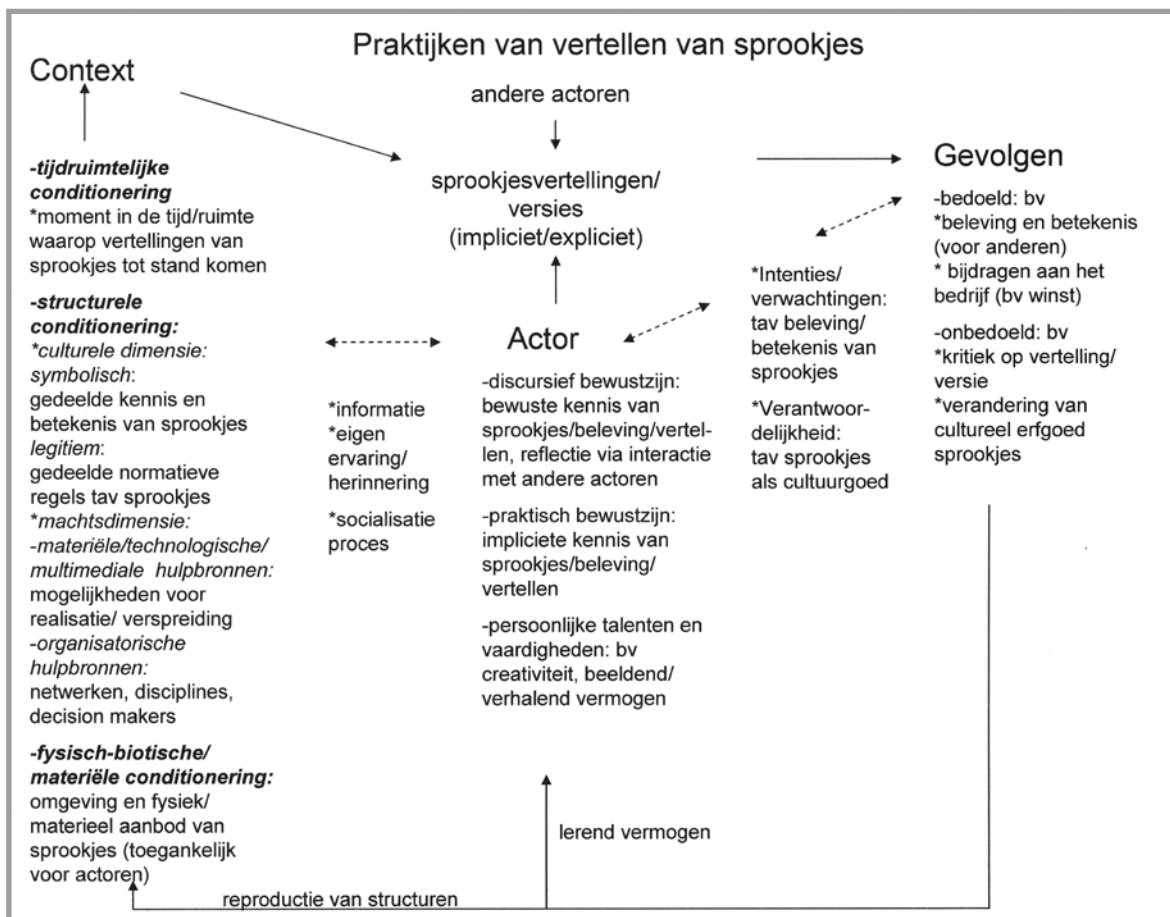 Praktijken van vertellen van sprookjes
Context
andere actoren
-tijdruimtelijke
conditionering
*moment in de tijd/ruimte
waarop vertellingen van
sprookjes tot stand komen
-structurele
conditionering:
*culturele dimensie:
symbolisch:
gedeelde kennis en
betekenis van sprookjes
legitiem:
gedeelde normatieve
regels tav sprookjes
*machtsdimensie:
-materiële/technologische/
multimediale hulpbronnen:
mogelijkheden voor
realisatie/ verspreiding
-organisatorische
hulpbronnen:
netwerken, disciplines,
decision makers
-fysisch-biotische/
materiële conditionering:
omgeving en fysiek/
materieel aanbod van
sprookjes (toegankelijk
voor actoren)
*informatie
*eigen
ervaring/
herinnering
*socialisatie
proces
sprookjesvertellingen/
versies
(impliciet/expliciet)
Actor
-discursief bewustzijn:
bewuste kennis van
sprookjes/beleving/vertel-
len, reflectie via interactie
met andere actoren
-praktisch bewustzijn:
impliciete kennis van
sprookjes/beleving/
vertellen
-persoonlijke talenten en
vaardigheden: bv
creativiteit, beeldend/
verhalend vermogen
*Intenties/
verwachtingen:
tav beleving/
betekenis van
sprookjes
*Verantwoor-
delijkheid:
tav sprookjes
als cultuurgoed
Gevolgen
-bedoeld: bv
*beleving en betekenis
(voor anderen)
* bijdragen aan het
bedrijf (bv winst)
-onbedoeld: bv
*kritiek op vertelling/
versie
*verandering van
cultureel erfgoed
sprookjes
lerend vermogen
reproductie van structuren